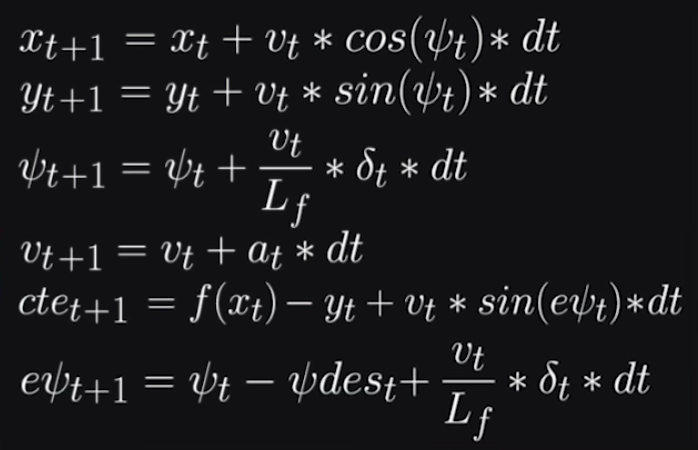 x_{t+1} = x_t + v_t * cos(ψ_t) * dt
y_{t+1} = y_t + v_t * sin(ψ_t) * dt
ψ_{t+1} = ψ_t + \frac{v_t}{L_f} * δ_t * dt
v_{t+1} = v_t + a_t * dt
cte_{t+1} = f(x_t) − y_t + v_t * sin(eψ_t) * dt
eψ_{t+1} = ψ_t − ψdes_t + \frac{v_t}{L_f} * δ_t * dt